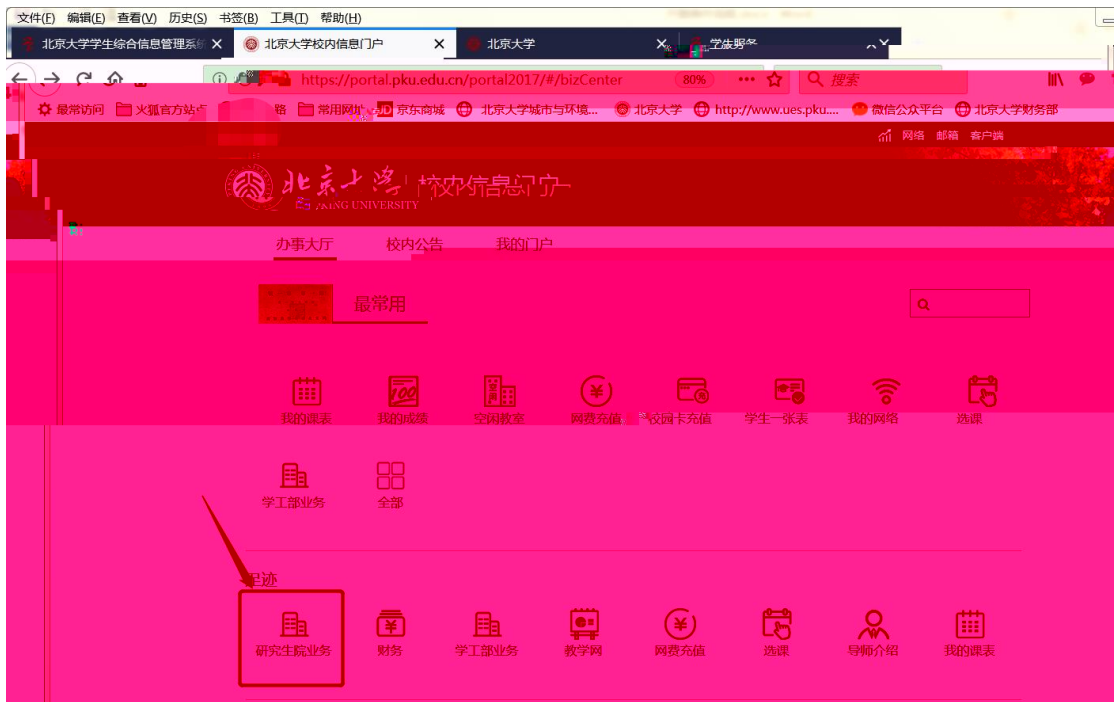 文件(F) 编辑(E) 查看(V) 历史(S) 书签(B) 工具(T) 帮助(H)
北京大学学生综合信息管理系统 × 北京大学校内信息门户 × 北京大学 ×
https://portal.pku.edu.cn/portal2017/#/bizCenter 80% ••• 搜索
最常访问 火狐官方站点 常用网址 JD 京东商城 北京大学城市与环境... 北京大学 http://www.ues.pku.... 微信公众平台 北京大学财务部
网络 邮箱 客户端
北京大学 校内信息门户
UNIVERSITY
办事大厅 校内公告 我的门户
最常用
我的课表 我的成绩 空闲教室 网费充值 校园卡充值 学生一张表 我的网络 选课
学工部业务 全部
足迹
研究生院业务 财务 学工部业务 教学网 网费充值 选课 导师介绍 我的课表